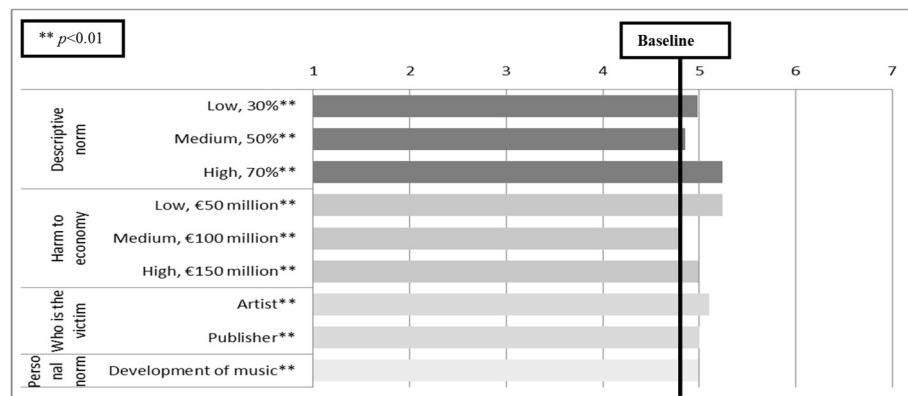 ** p<0.01
Baseline
1 2 3 4 5 6 7
Descriptive
norm
Low, 30%**
Medium, 50%**
High, 70%**
Harm to
economy
Low, €50 million**
Medium, €100 million**
High, €150 million**
Who is the
victim
Artist**
Publisher**
Perso
nal
norm
Development of music**